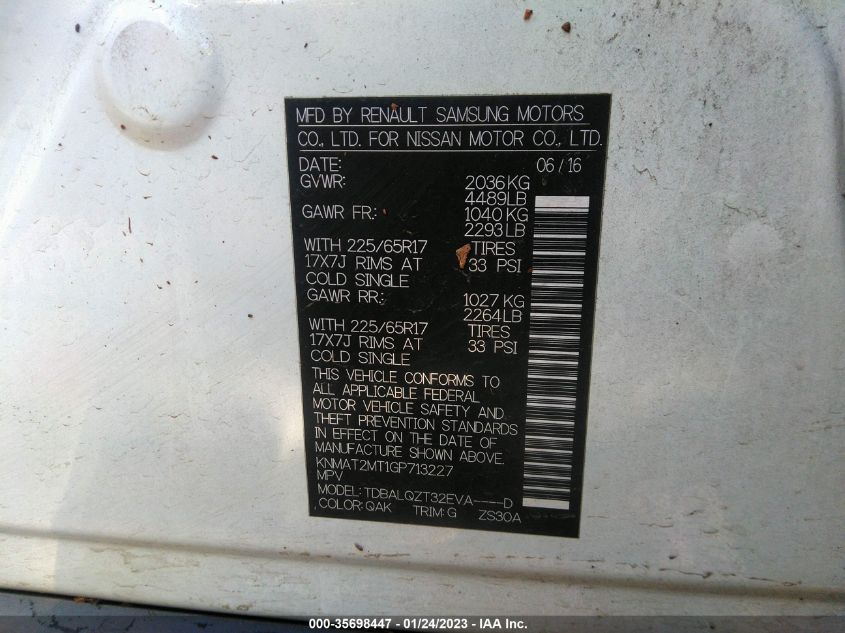 MFD BY RENAULT SAMSUNG MOTORS
CO., LTD. FOR NISSAN MOTOR CO., LTD.
DATE: 06/16
GVWR: 2036KG
4489LB
GAWR FR.: 1040KG
2293LB
WITH 225/65R17 TIRES
17X7J RIMS AT 33 PSI
COLD SINGLE
GAWR RR.: 1027KG
2264LB
WITH 225/65R17 TIRES
17X7J RIMS AT 33 PSI
COLD SINGLE
THIS VEHICLE CONFORMS TO
ALL APPLICABLE FEDERAL
MOTOR VEHICLE SAFETY AND
THEFT PREVENTION STANDARDS
IN EFFECT ON THE DATE OF
MANUFACTURE SHOWN ABOVE.
KNMAT2MT1GP713227
MPV
MODEL: TDBALQZT32EVA----D
COLOR: QAK TRIM: G ZS30A
000-35698447 - 01/24/2023 - IAA Inc.